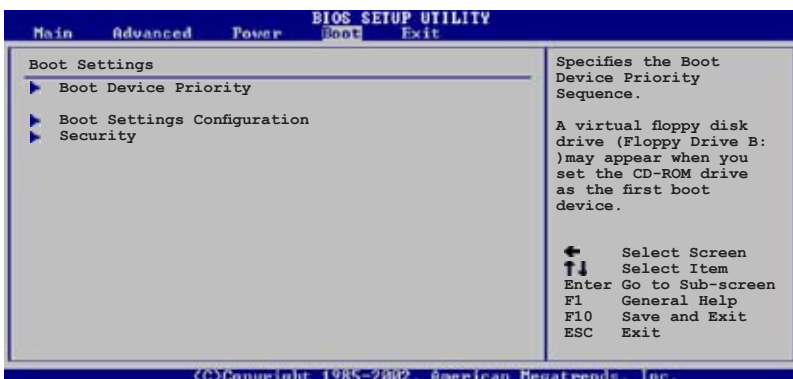 BIOS SETUP UTILITY
Main Advanced Power Boot Exit
Boot Settings
Boot Device Priority
Boot Settings Configuration
Security
Specifies the Boot
Device Priority
Sequence.
A virtual floppy disk
drive (Floppy Drive B:
)may appear when you
set the CD-ROM drive
as the first boot
device.
Select Screen
Select Item
Enter Go to Sub-screen
F1 General Help
F10 Save and Exit
ESC Exit
(C)Copyright 1985-2002, American Megatrends, Inc.